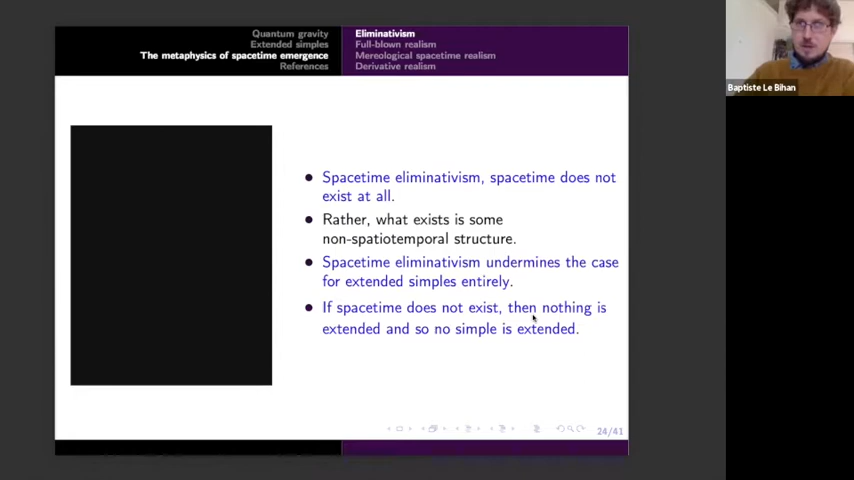 Quantum gravity
Extended simples
The metaphysics of spacetime emergence
References
Eliminativism
Full-blown realism
Mereological spacetime realism
Derivative realism
Baptiste Le Bihan
• Spacetime eliminativism, spacetime does not
exist at all.
• Rather, what exists is some
non-spatiotemporal structure.
• Spacetime eliminativism undermines the case
for extended simples entirely.
• If spacetime does not exist, then nothing is
extended and so no simple is extended.
24/41